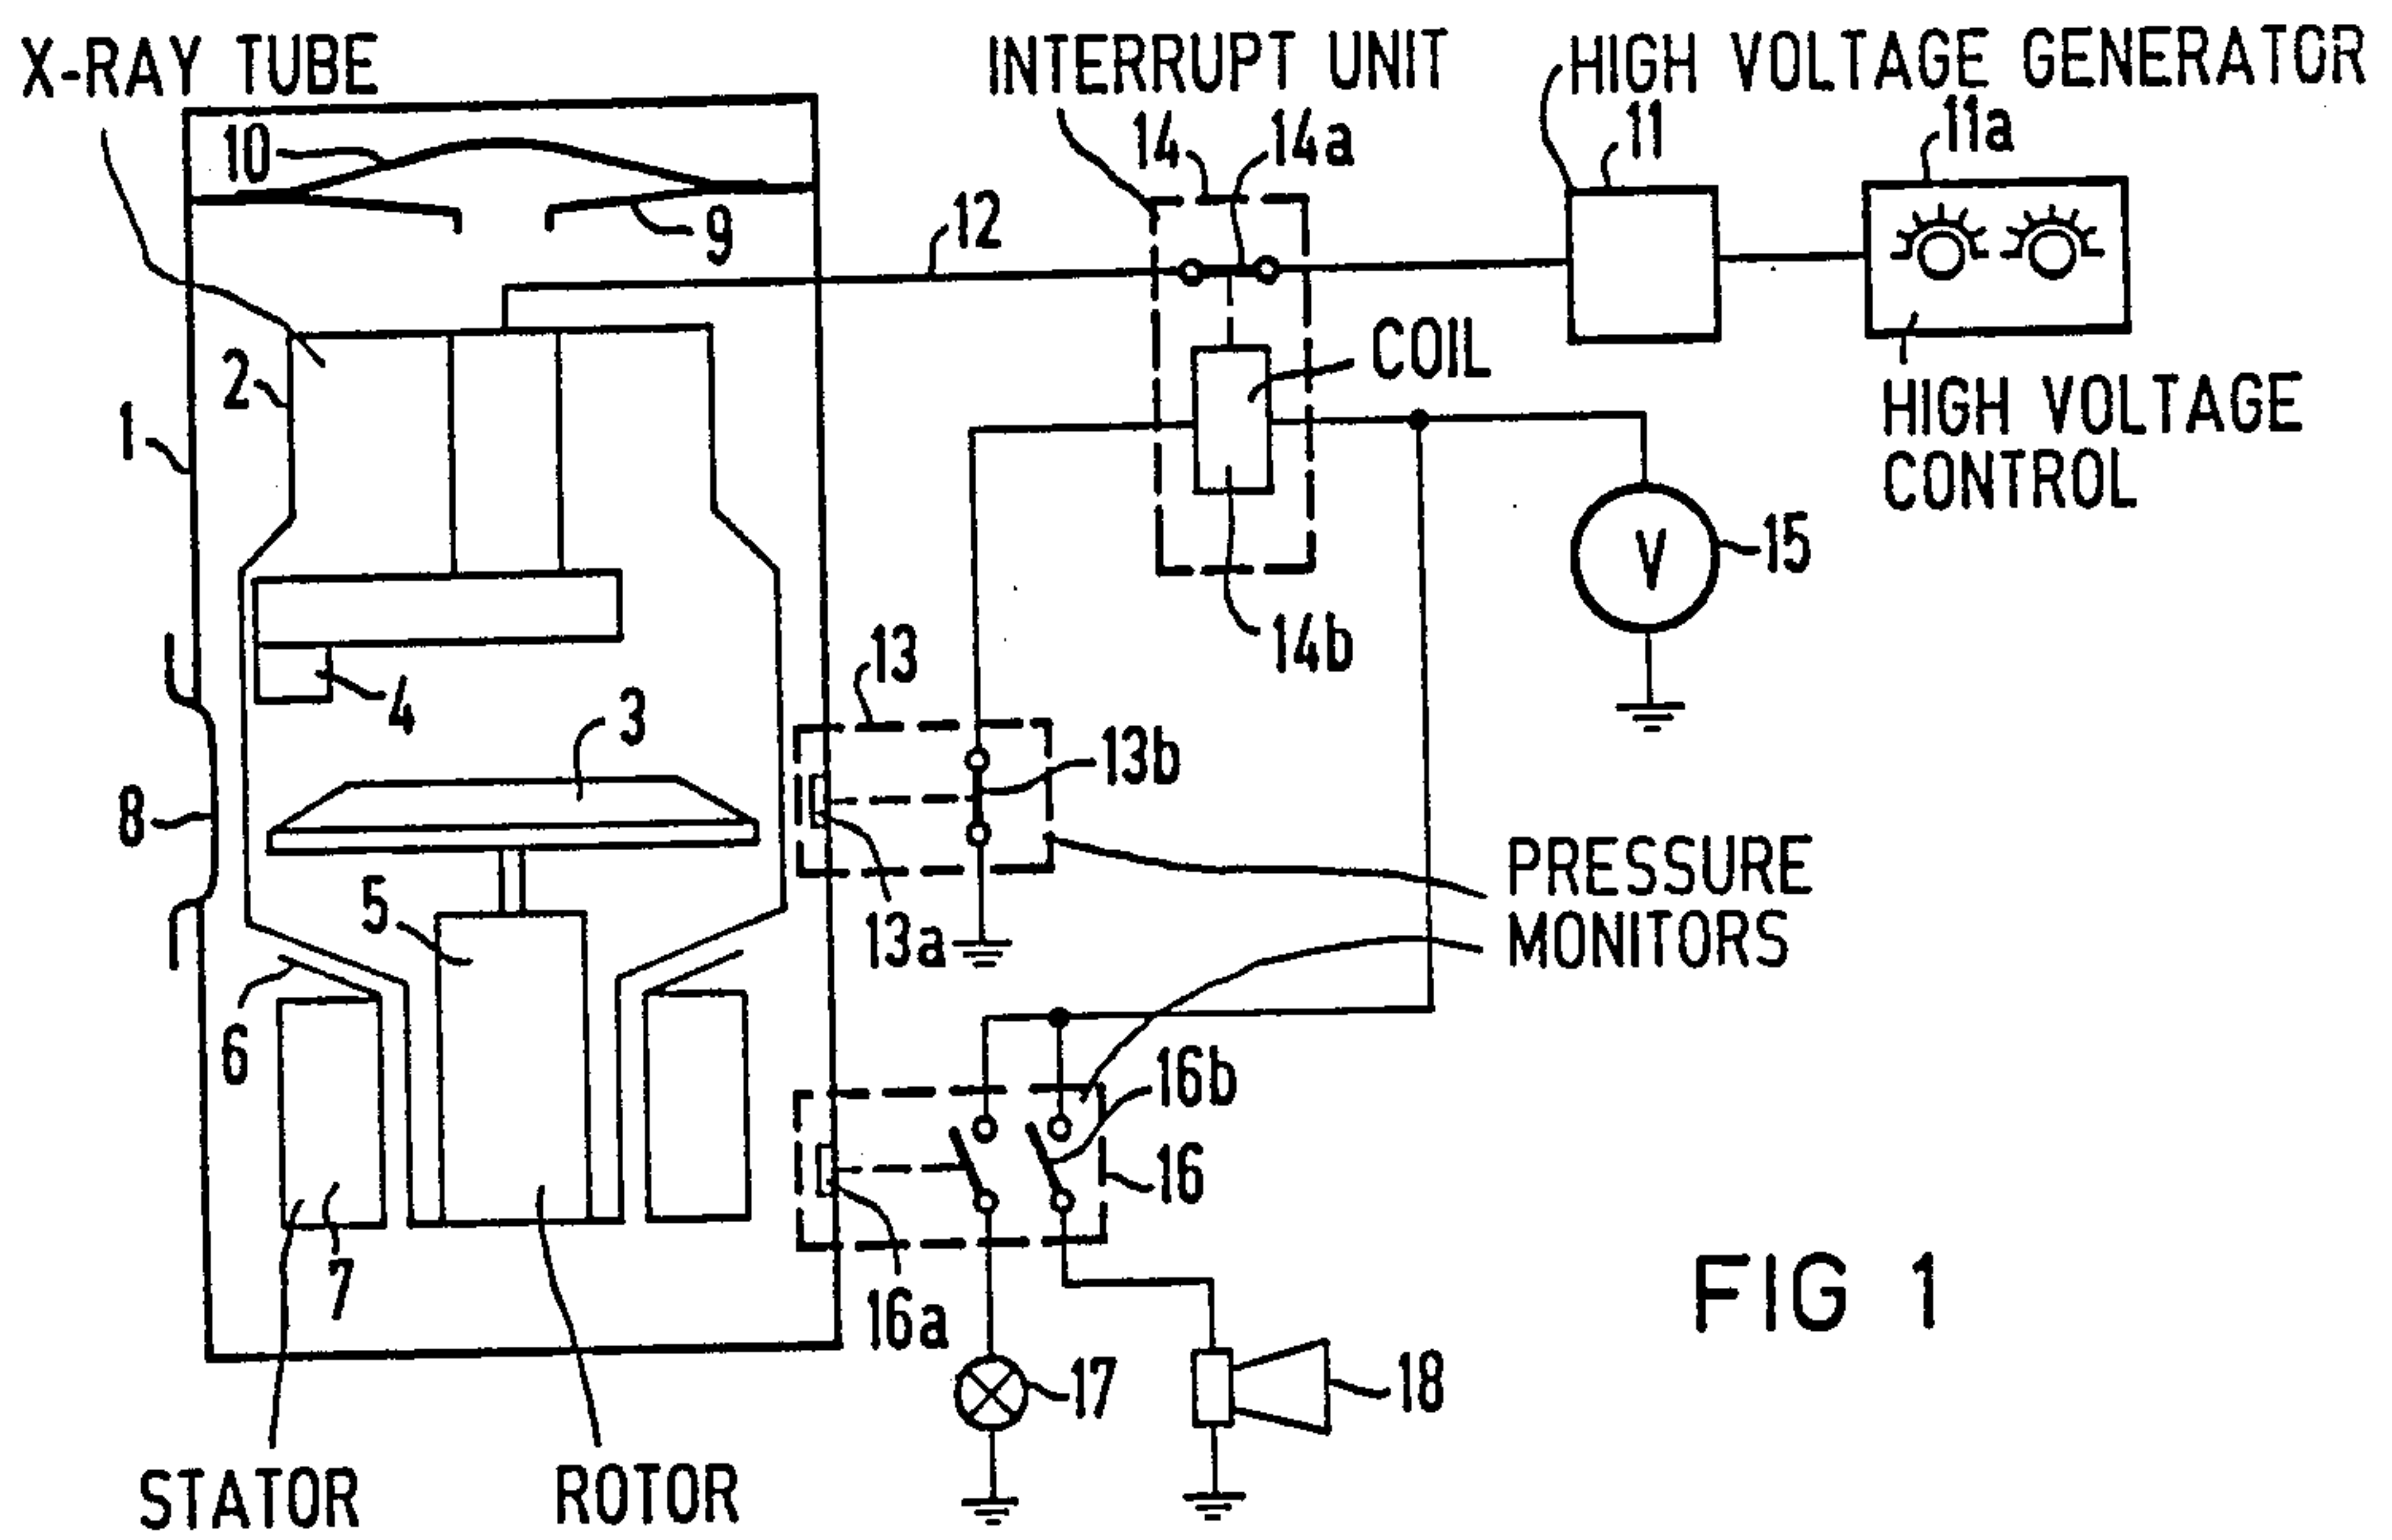 X-RAY TUBE
INTERRUPT UNIT
HIGH VOLTAGE GENERATOR
10
14
14a
11
11a
9
12
COIL
2
1
HIGH VOLTAGE
CONTROL
V
15
14b
13
4
3
13b
8
PRESSURE
MONITORS
5
13a
6
16b
16
7
16a
FIG 1
17
18
STATOR
ROTOR